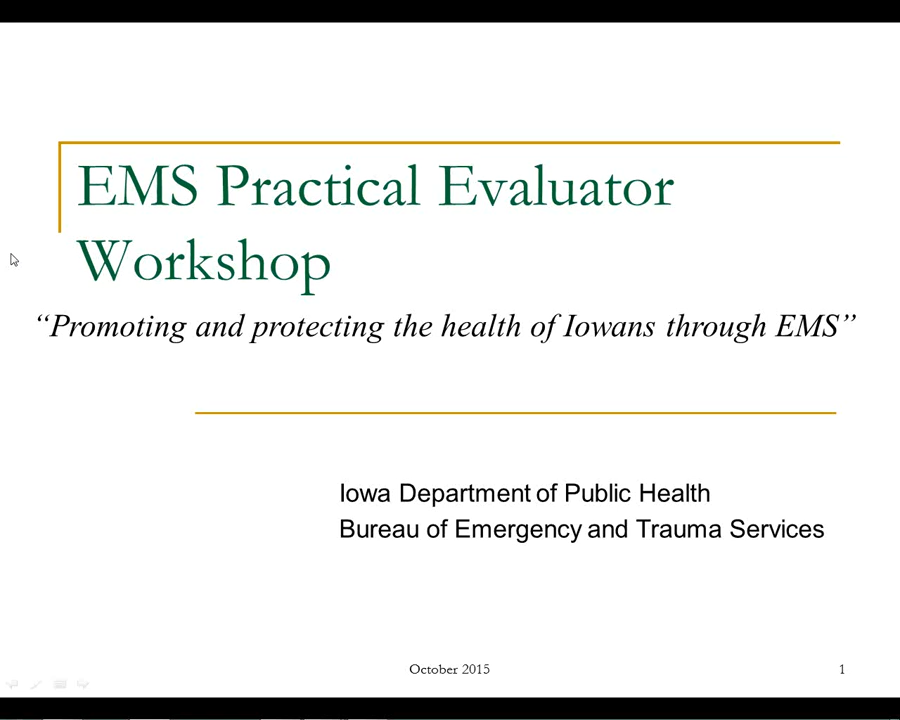 EMS Practical Evaluator
Workshop
“Promoting and protecting the health of Iowans through EMS”
Iowa Department of Public Health
Bureau of Emergency and Trauma Services
October 2015
1